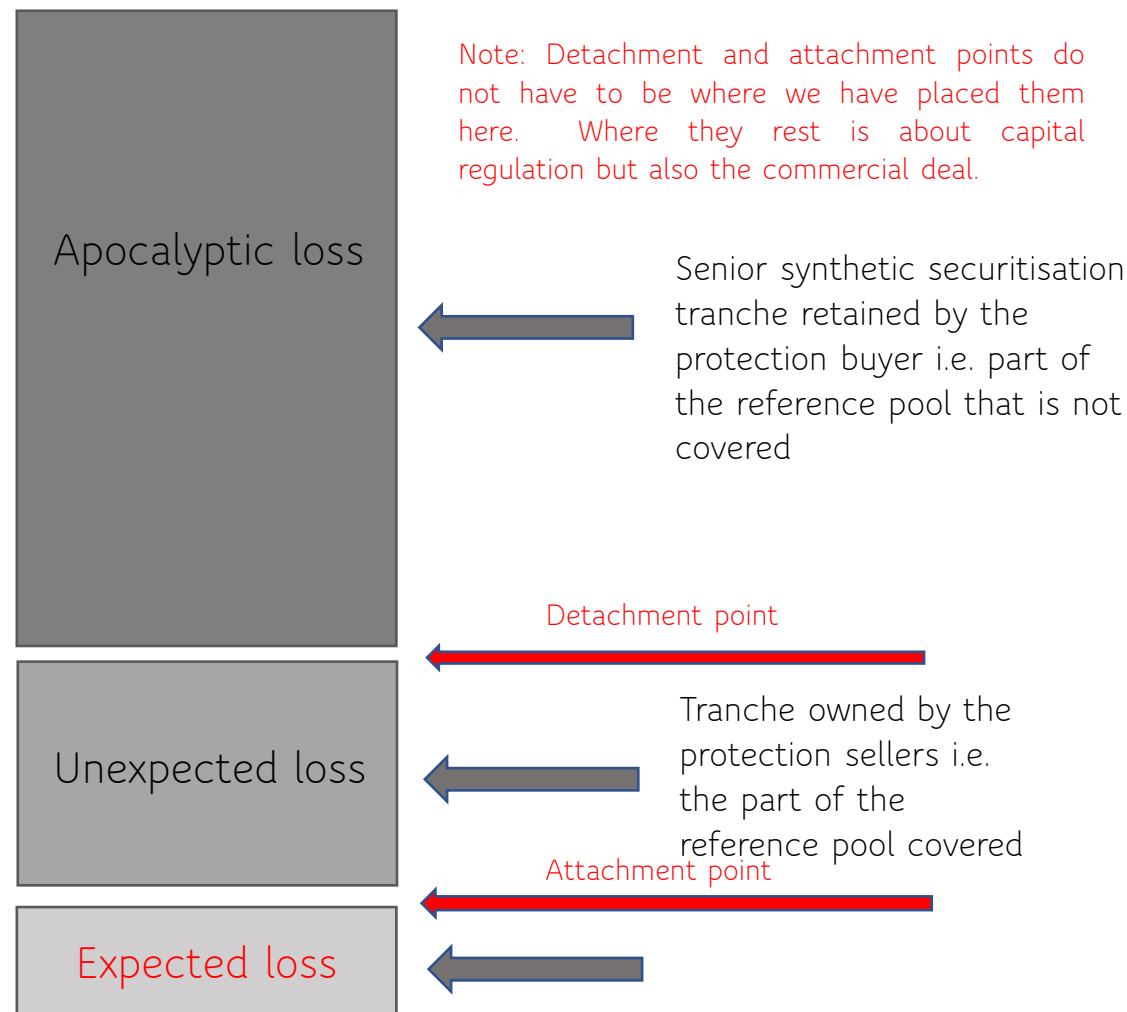 Note: Detachment and attachment points do
not have to be where we have placed them
here. Where they rest is about capital
regulation but also the commercial deal.
Apocalyptic loss
Senior synthetic securitisation
tranche retained by the
protection buyer i.e. part of
the reference pool that is not
covered
Detachment point
Unexpected loss
Tranche owned by the
protection sellers i.e.
the part of the
reference pool covered
Attachment point
Expected loss